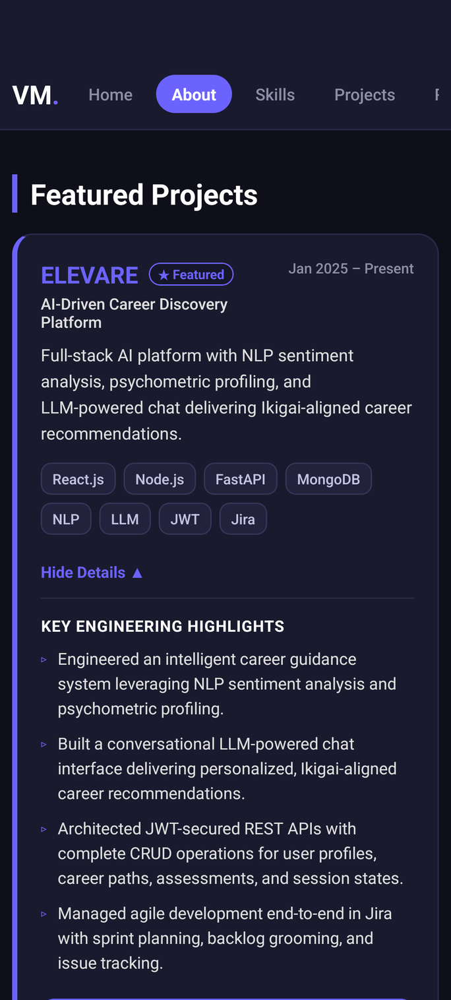 VM. Home About Skills Projects
Featured Projects
ELEVARE ★ Featured Jan 2025 – Present
AI-Driven Career Discovery
Platform
Full-stack AI platform with NLP sentiment
analysis, psychometric profiling, and
LLM-powered chat delivering Ikigai-aligned career
recommendations.
React.js Node.js FastAPI MongoDB
NLP LLM JWT Jira
Hide Details ▲
KEY ENGINEERING HIGHLIGHTS
▹ Engineered an intelligent career guidance
system leveraging NLP sentiment analysis and
psychometric profiling.
▹ Built a conversational LLM-powered chat
interface delivering personalized, Ikigai-aligned
career recommendations.
▹ Architected JWT-secured REST APIs with
complete CRUD operations for user profiles,
career paths, assessments, and session states.
▹ Managed agile development end-to-end in Jira
with sprint planning, backlog grooming, and
issue tracking.